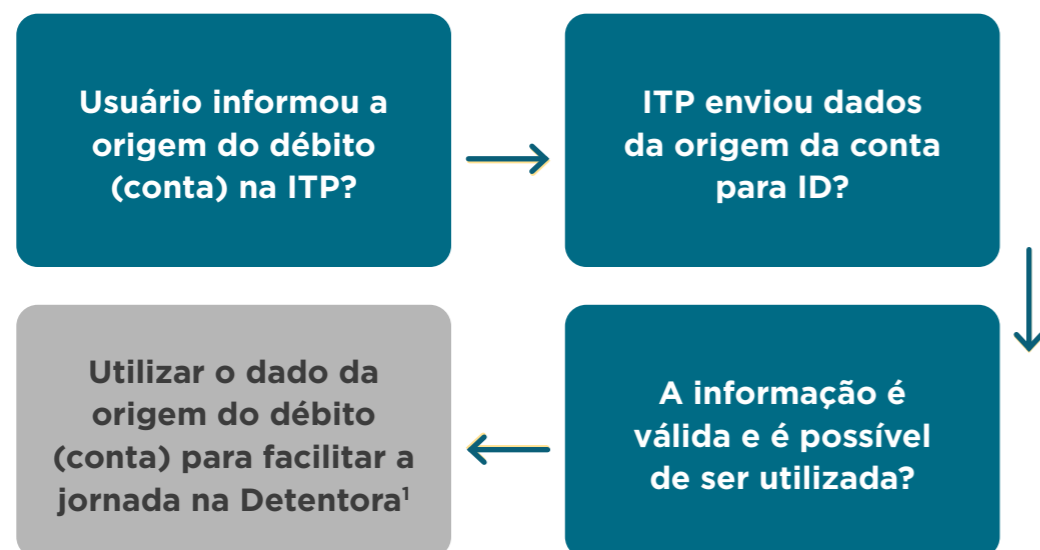 Usuário informou a
origem do débito
(conta) na ITP?
ITP enviou dados
da origem da conta
para ID?
A informação é
válida e é possível
de ser utilizada?
Utilizar o dado da
origem do débito
(conta) para facilitar a
jornada na Detentora¹